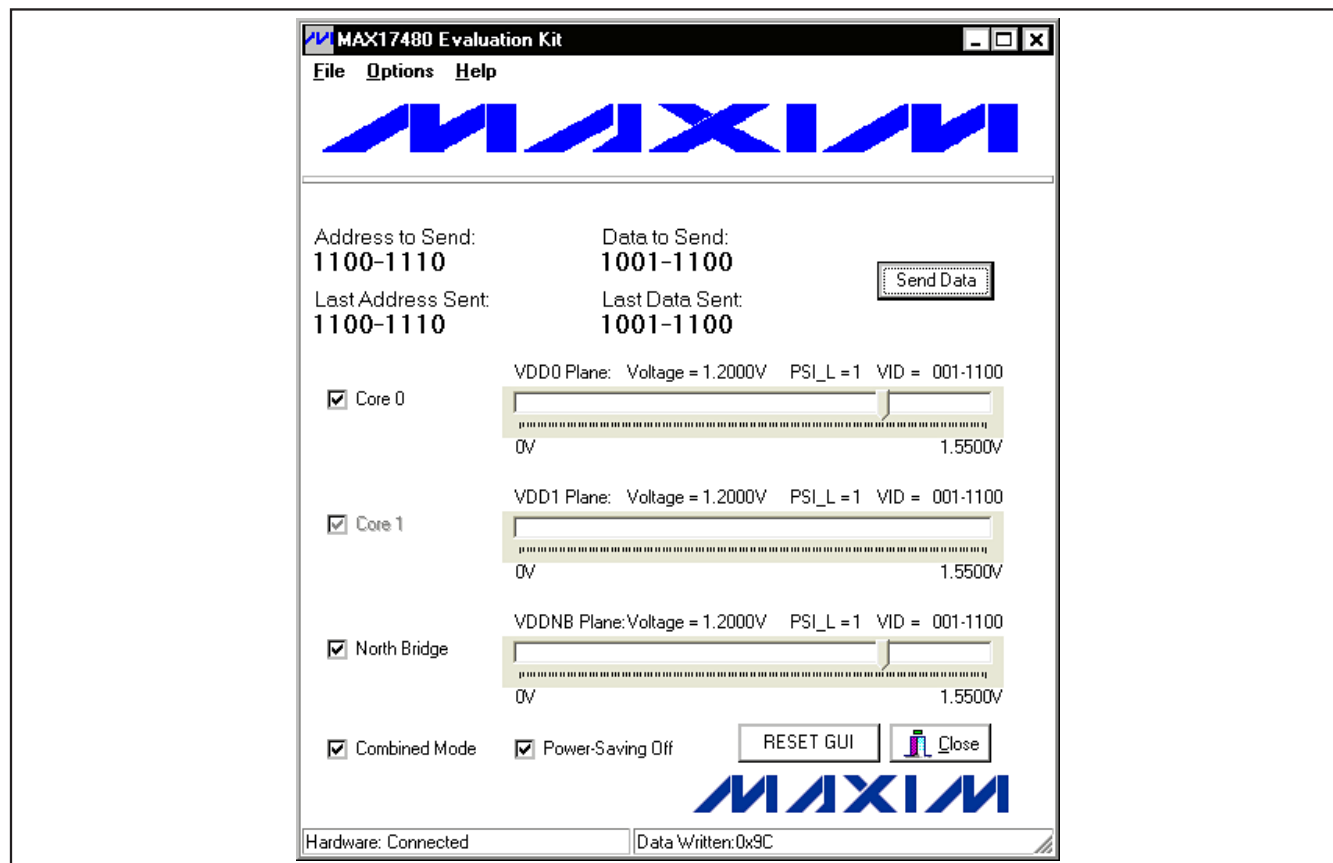 MAX17480 Evaluation Kit
File Options Help
MAXIM
Address to Send: Data to Send:
1100-1110 1001-1100
Send Data
Last Address Sent: Last Data Sent:
1100-1110 1001-1100
VDD0 Plane: Voltage = 1.2000V PSI_L =1 VID = 001-1100
Core 0
0V 1.5500V
VDD1 Plane: Voltage = 1.2000V PSI_L =1 VID = 001-1100
Core 1
0V 1.5500V
VDDNB Plane: Voltage = 1.2000V PSI_L =1 VID = 001-1100
North Bridge
0V 1.5500V
Combined Mode Power-Saving Off RESET GUI Close
MAXIM
Hardware: Connected Data Written:0x9C